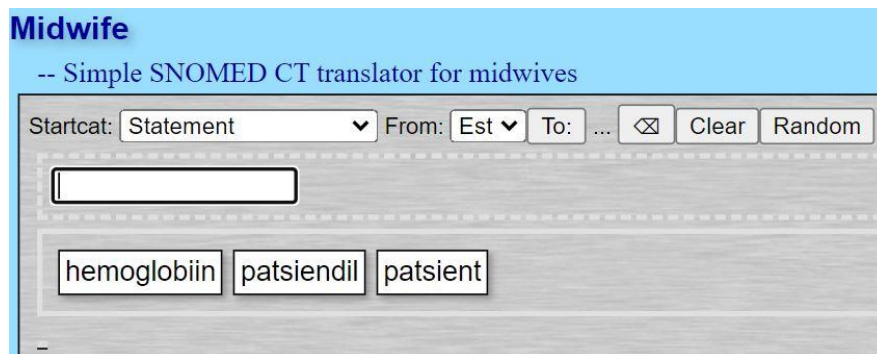 Midwife
-- Simple SNOMED CT translator for midwives
Startcat: Statement From: Est To: ... ⌫ Clear Random
hemoglobiin patsiendil patsient